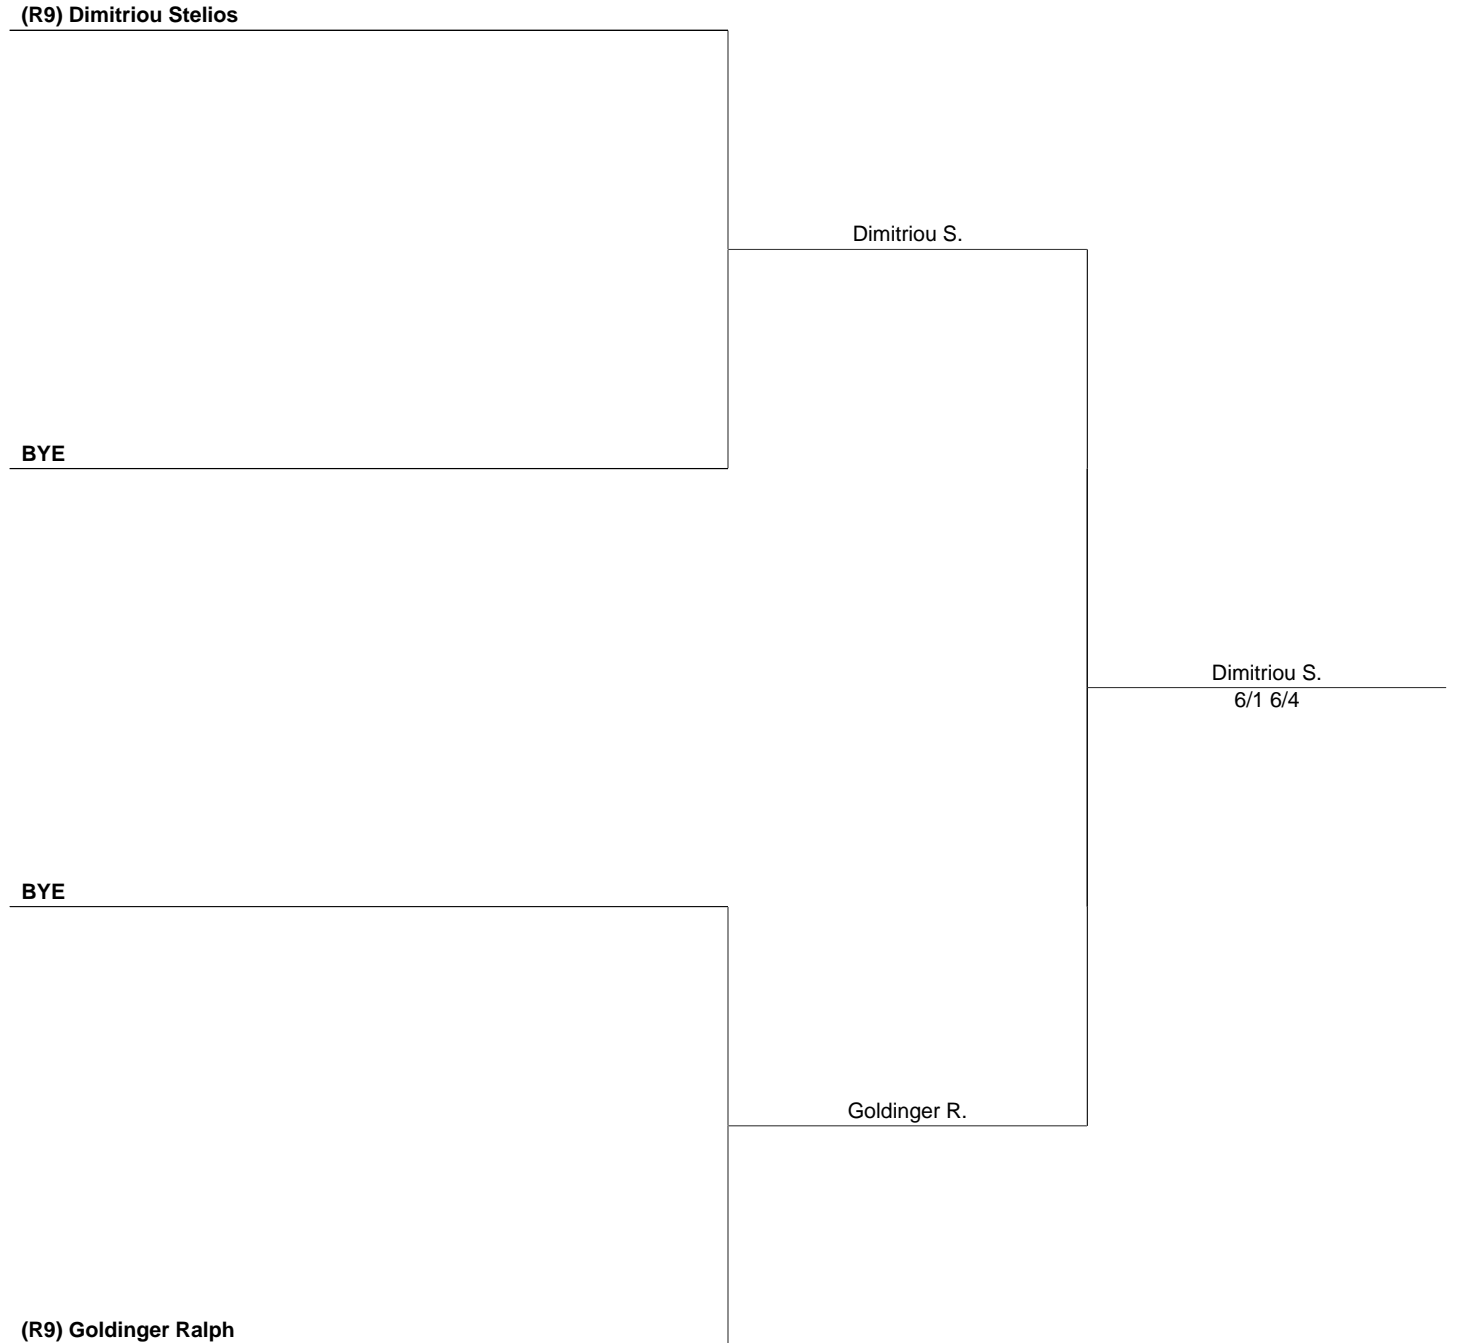 (R9) Dimitriou Stelios
Dimitriou S.
BYE
Dimitriou S.
6/1 6/4
BYE
Goldinger R.
(R9) Goldinger Ralph